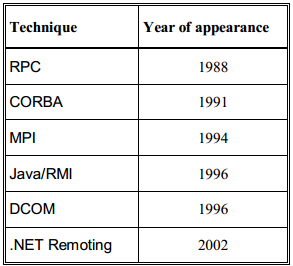 Technique Year of appearance
RPC 1988
CORBA 1991
MPI 1994
Java/RMI 1996
DCOM 1996
.NET Remoting 2002